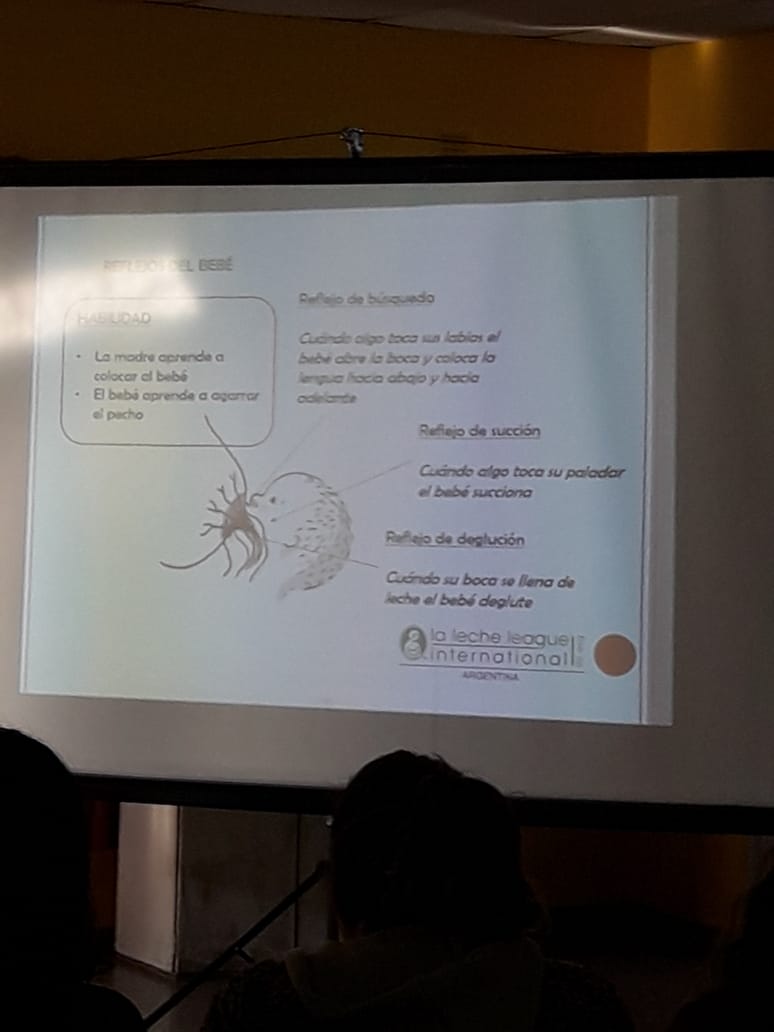 REFLEJOS DEL BEBÉ
HABILIDAD
• La madre aprende a
colocar al bebé
• El bebé aprende a agarrar
el pecho
Reflejo de búsqueda
Cuándo algo toca sus labios el
bebé abre la boca y coloca la
lengua hacia abajo y hacia
adelante
Reflejo de succión
Cuándo algo toca su paladar
el bebé succiona
Reflejo de deglución
Cuándo su boca se llena de
leche el bebé deglute
la leche league
international
ARGENTINA